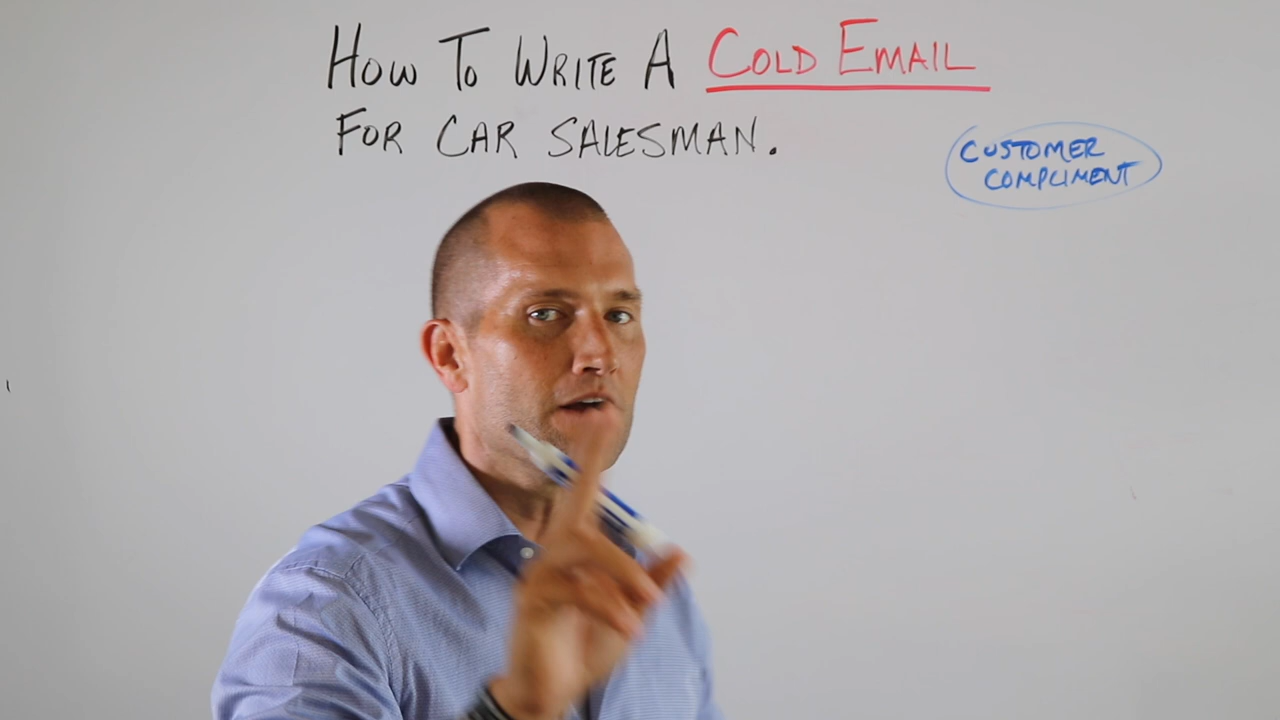 HOW TO WRITE A COLD EMAIL
FOR CAR SALESMAN.
CUSTOMER
COMPLIMENT